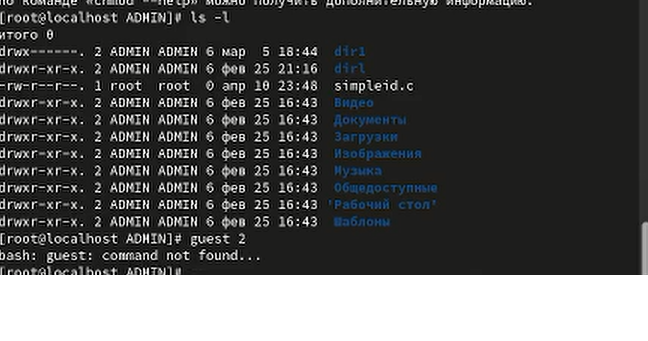 по команде «chmod --help» можно получить дополнительную информацию.
[root@localhost ADMIN]# ls -l
итого 0
drwx------. 2 ADMIN ADMIN 6 мар  5 18:44  dir1
drwxr-xr-x. 2 ADMIN ADMIN 6 фев 25 21:16  dirl
-rw-r--r--. 1 root  root  0 апр 10 23:48  simpleid.c
drwxr-xr-x. 2 ADMIN ADMIN 6 фев 25 16:43  Видео
drwxr-xr-x. 2 ADMIN ADMIN 6 фев 25 16:43  Документы
drwxr-xr-x. 2 ADMIN ADMIN 6 фев 25 16:43  Загрузки
drwxr-xr-x. 2 ADMIN ADMIN 6 фев 25 16:43  Изображения
drwxr-xr-x. 2 ADMIN ADMIN 6 фев 25 16:43  Музыка
drwxr-xr-x. 2 ADMIN ADMIN 6 фев 25 16:43  Общедоступные
drwxr-xr-x. 2 ADMIN ADMIN 6 фев 25 16:43 'Рабочий стол'
drwxr-xr-x. 2 ADMIN ADMIN 6 фев 25 16:43  Шаблоны
[root@localhost ADMIN]# guest 2
bash: guest: command not found...
[root@localhost ADMIN]#